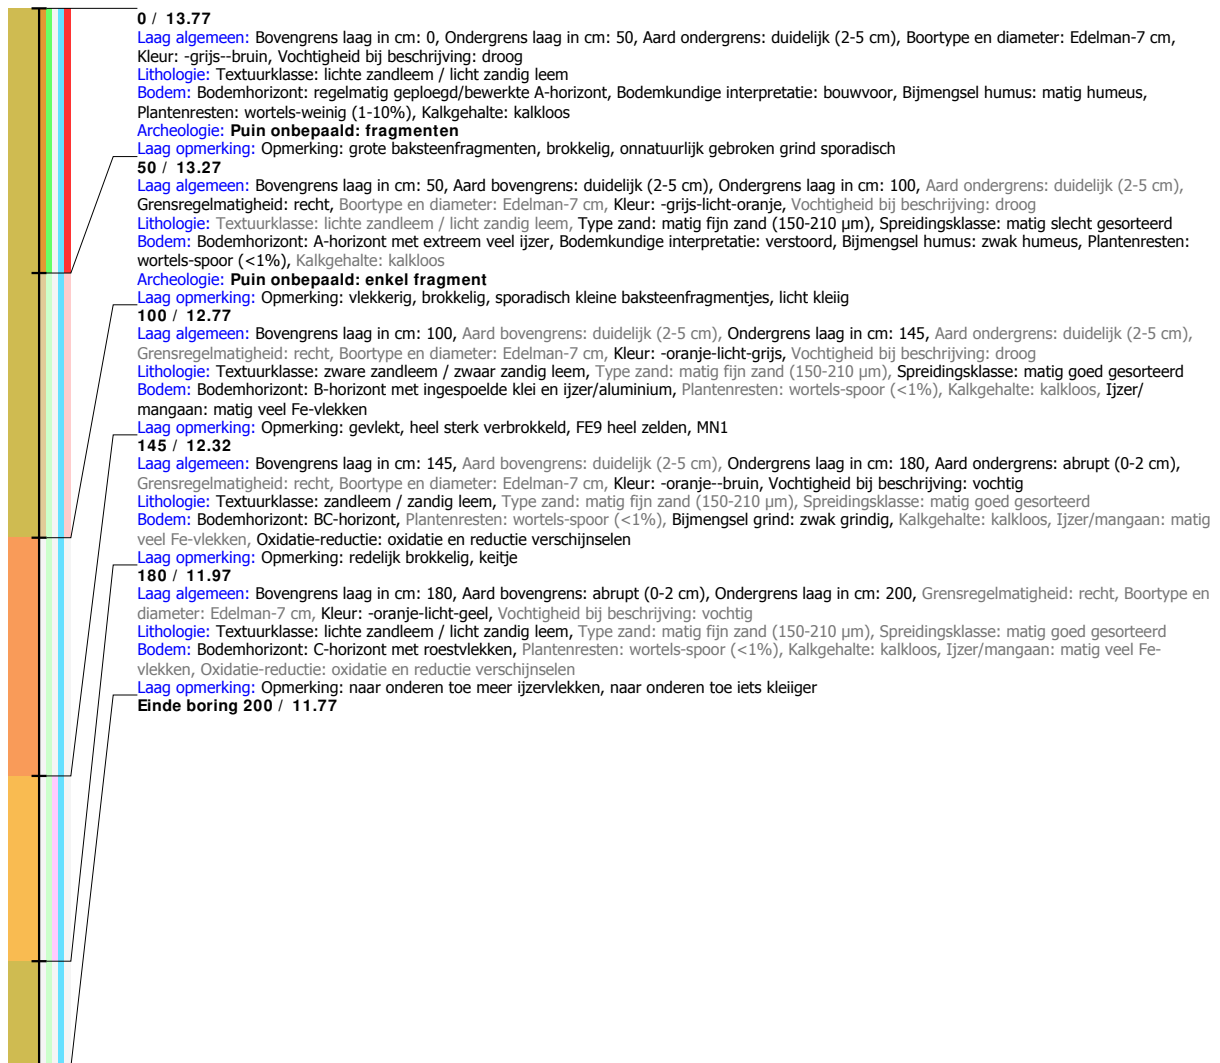 0 / 13.77
Laag algemeen: Bovengrens laag in cm: 0, Ondergrens laag in cm: 50, Aard ondergrens: duidelijk (2-5 cm), Boortype en diameter: Edelman-7 cm,
Kleur: -grijs--bruin, Vochtigheid bij beschrijving: droog
Lithologie: Textuurklasse: lichte zandleem / licht zandig leem
Bodem: Bodemhorizont: regelmatig geploegd/bewerkte A-horizont, Bodemkundige interpretatie: bouwvoor, Bijmengsel humus: matig humeus,
Plantenresten: wortels-weinig (1-10%), Kalkgehalte: kalkloos
Archeologie: Puin onbepaald: fragmenten
Laag opmerking: Opmerking: grote baksteenfragmenten, brokkelig, onnatuurlijk gebroken grind sporadisch
50 / 13.27
Laag algemeen: Bovengrens laag in cm: 50, Aard bovengrens: duidelijk (2-5 cm), Ondergrens laag in cm: 100, Aard ondergrens: duidelijk (2-5 cm),
Grensregelmatigheid: recht, Boortype en diameter: Edelman-7 cm, Kleur: -grijs-licht-oranje, Vochtigheid bij beschrijving: droog
Lithologie: Textuurklasse: lichte zandleem / licht zandig leem, Type zand: matig fijn zand (150-210 µm), Spreidingsklasse: matig slecht gesorteerd
Bodem: Bodemhorizont: A-horizont met extreem veel ijzer, Bodemkundige interpretatie: verstoord, Bijmengsel humus: zwak humeus, Plantenresten:
wortels-spoor (<1%), Kalkgehalte: kalkloos
Archeologie: Puin onbepaald: enkel fragment
Laag opmerking: Opmerking: vlekkerig, brokkelig, sporadisch kleine baksteenfragmentjes, licht kleiig
100 / 12.77
Laag algemeen: Bovengrens laag in cm: 100, Aard bovengrens: duidelijk (2-5 cm), Ondergrens laag in cm: 145, Aard ondergrens: duidelijk (2-5 cm),
Grensregelmatigheid: recht, Boortype en diameter: Edelman-7 cm, Kleur: -oranje-licht-grijs, Vochtigheid bij beschrijving: droog
Lithologie: Textuurklasse: zware zandleem / zwaar zandig leem, Type zand: matig fijn zand (150-210 µm), Spreidingsklasse: matig goed gesorteerd
Bodem: Bodemhorizont: B-horizont met ingespoelde klei en ijzer/aluminium, Plantenresten: wortels-spoor (<1%), Kalkgehalte: kalkloos, Ijzer/
mangaan: matig veel Fe-vlekken
Laag opmerking: Opmerking: gevlekt, heel sterk verbrokkeld, FE9 heel zelden, MN1
145 / 12.32
Laag algemeen: Bovengrens laag in cm: 145, Aard bovengrens: duidelijk (2-5 cm), Ondergrens laag in cm: 180, Aard ondergrens: abrupt (0-2 cm),
Grensregelmatigheid: recht, Boortype en diameter: Edelman-7 cm, Kleur: -oranje--bruin, Vochtigheid bij beschrijving: vochtig
Lithologie: Textuurklasse: zandleem / zandig leem, Type zand: matig fijn zand (150-210 µm), Spreidingsklasse: matig goed gesorteerd
Bodem: Bodemhorizont: BC-horizont, Plantenresten: wortels-spoor (<1%), Bijmengsel grind: zwak grindig, Kalkgehalte: kalkloos, Ijzer/mangaan: matig
veel Fe-vlekken, Oxidatie-reductie: oxidatie en reductie verschijnselen
Laag opmerking: Opmerking: redelijk brokkelig, keitje
180 / 11.97
Laag algemeen: Bovengrens laag in cm: 180, Aard bovengrens: abrupt (0-2 cm), Ondergrens laag in cm: 200, Grensregelmatigheid: recht, Boortype en
diameter: Edelman-7 cm, Kleur: -oranje-licht-geel, Vochtigheid bij beschrijving: vochtig
Lithologie: Textuurklasse: lichte zandleem / licht zandig leem, Type zand: matig fijn zand (150-210 µm), Spreidingsklasse: matig goed gesorteerd
Bodem: Bodemhorizont: C-horizont met roestvlekken, Plantenresten: wortels-spoor (<1%), Kalkgehalte: kalkloos, Ijzer/mangaan: matig veel Fe-
vlekken, Oxidatie-reductie: oxidatie en reductie verschijnselen
Laag opmerking: Opmerking: naar onderen toe meer ijzervlekken, naar onderen toe iets kleiiger
Einde boring 200 / 11.77